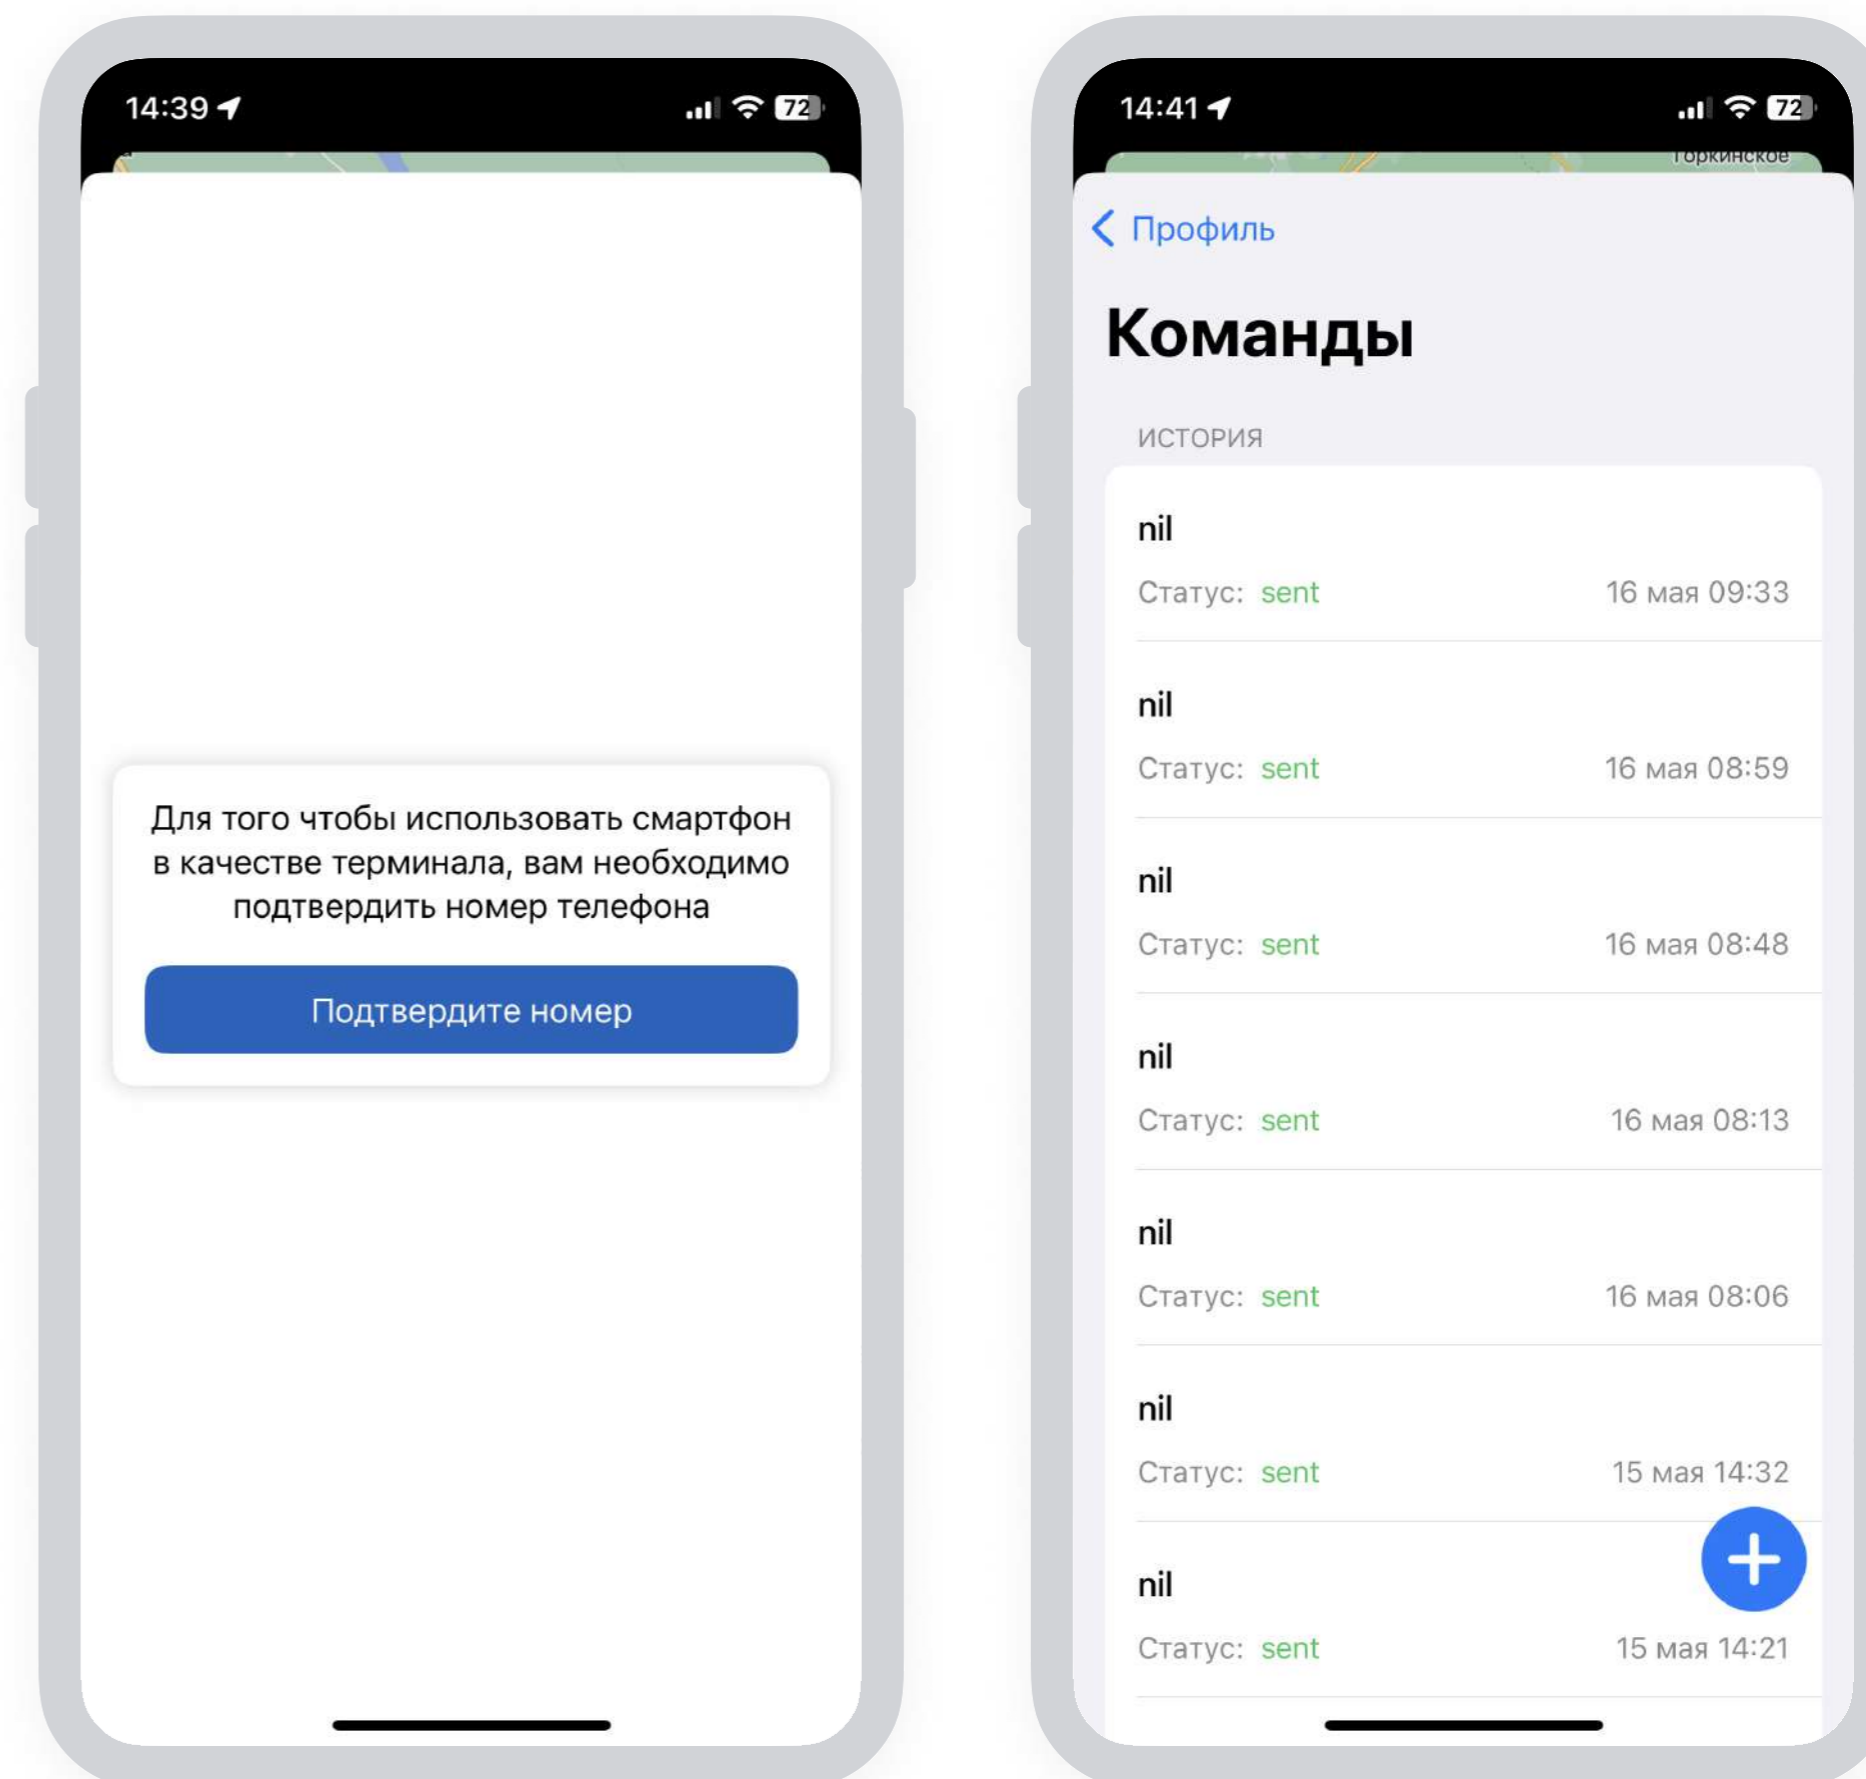 14:39
72
Для того чтобы использовать смартфон
в качестве терминала, вам необходимо
подтвердить номер телефона
Подтвердите номер
14:41
72
Горкинское
Профиль
Команды
ИСТОРИЯ
nil
Статус: sent 16 мая 09:33
nil
Статус: sent 16 мая 08:59
nil
Статус: sent 16 мая 08:48
nil
Статус: sent 16 мая 08:13
nil
Статус: sent 16 мая 08:06
nil
Статус: sent 15 мая 14:32
nil
Статус: sent 15 мая 14:21